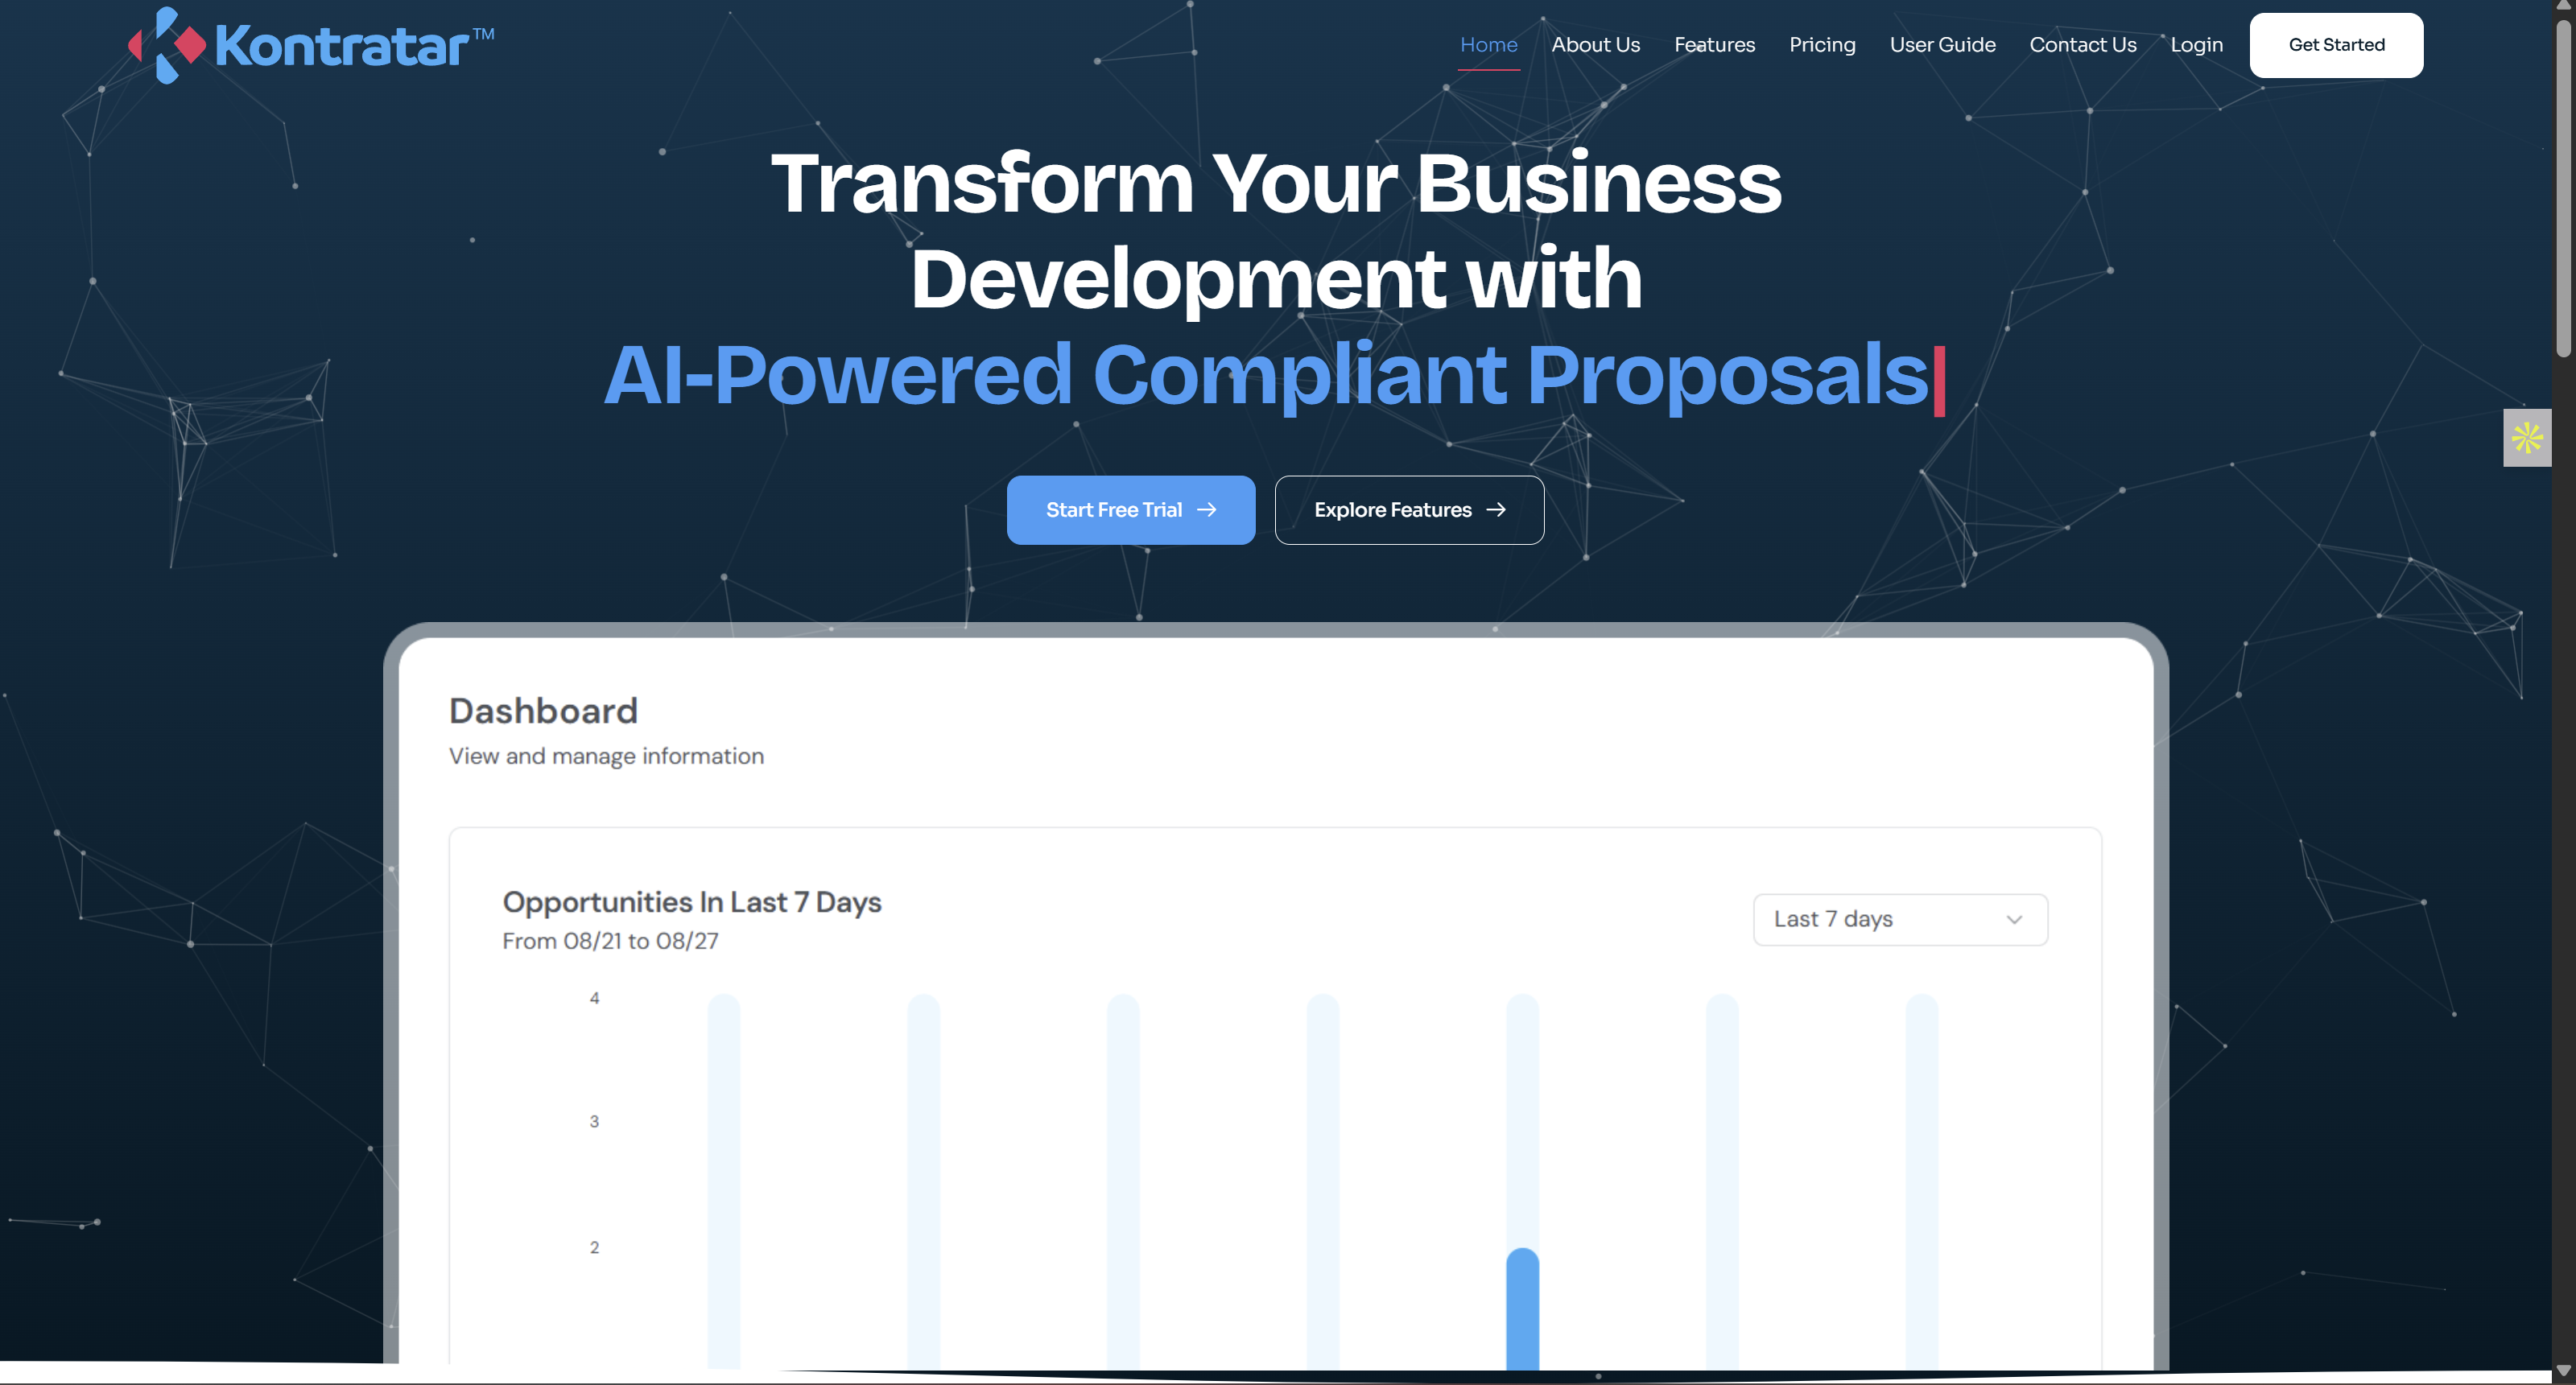 Kontratar™
Home About Us Features Pricing User Guide Contact Us Login Get Started
Transform Your Business
Development with
AI-Powered Compliant Proposals|
Start Free Trial → Explore Features →
Dashboard
View and manage information
Opportunities In Last 7 Days
From 08/21 to 08/27
Last 7 days
4
3
2